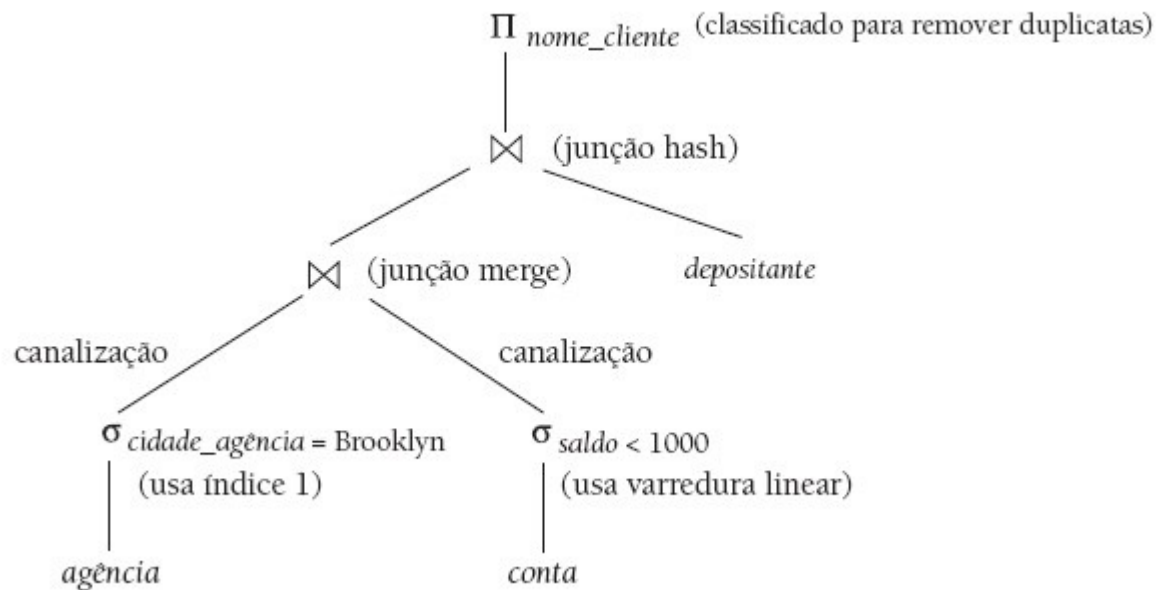 Π nome_cliente (classificado para remover duplicatas)
⋈ (junção hash)
⋈ (junção merge)
depositante
canalização
canalização
σ cidade_agência = Brooklyn
σ saldo < 1000
(usa índice 1)
(usa varredura linear)
agência
conta